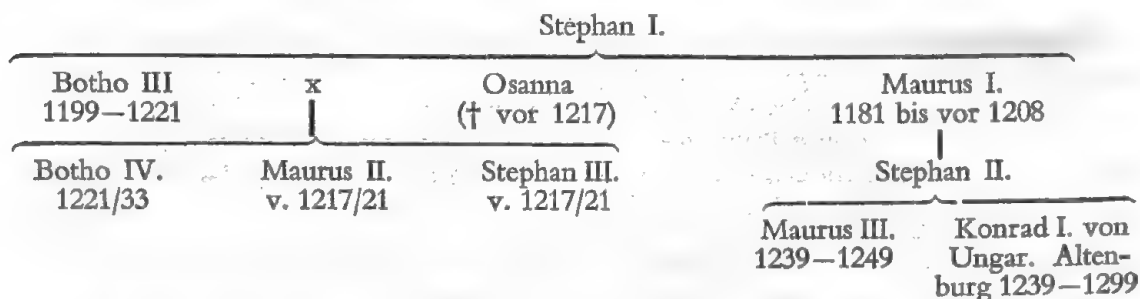 Stephan I.
Botho III x Osanna Maurus I.
1199—1221 († vor 1217) 1181 bis vor 1208
Botho IV. Maurus II. Stephan III. Stephan II.
1221/33 v. 1217/21 v. 1217/21
Maurus III. Konrad I. von
1239—1249 Ungar. Alten-
burg 1239—1299